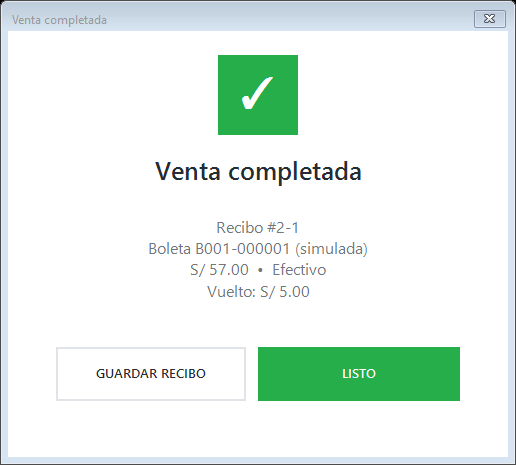 Venta completada
Venta completada
Recibo #2-1
Boleta B001-000001 (simulada)
S/ 57.00 • Efectivo
Vuelto: S/ 5.00
GUARDAR RECIBO
LISTO